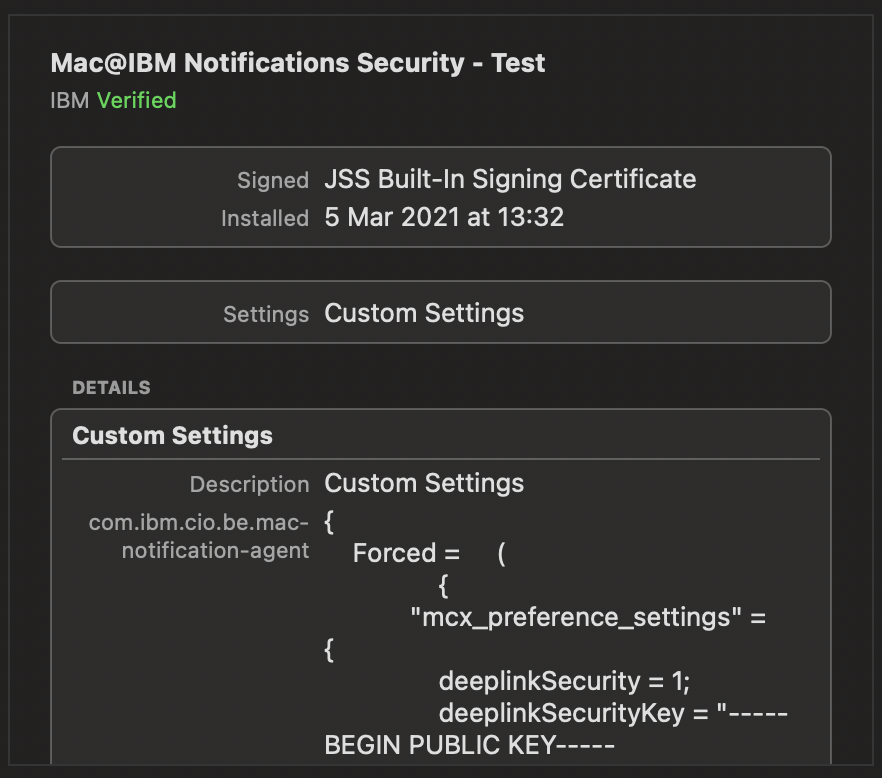 Mac@IBM Notifications Security - Test
IBM Verified
Signed JSS Built-In Signing Certificate
Installed 5 Mar 2021 at 13:32
Settings Custom Settings
DETAILS
Custom Settings
Description Custom Settings
com.ibm.cio.be.mac- {
notification-agent
Forced = (
{
"mcx_preference_settings" =
{
deeplinkSecurity = 1;
deeplinkSecurityKey = "-----
BEGIN PUBLIC KEY-----